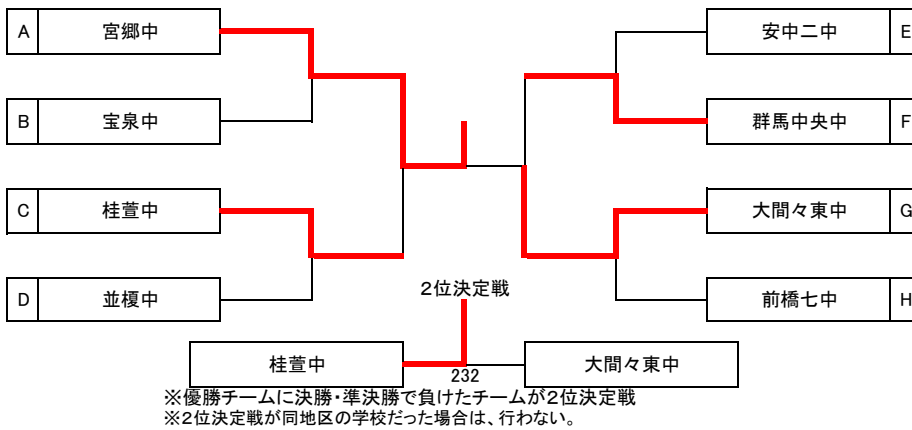 A 宮郷中
安中二中 E
B 宝泉中
群馬中央中 F
C 桂萱中
大間々東中 G
D 並榎中
前橋七中 H
2位決定戦
桂萱中
大間々東中
232
※優勝チームに決勝・準決勝で負けたチームが2位決定戦
※2位決定戦が同地区の学校だった場合は、行わない。